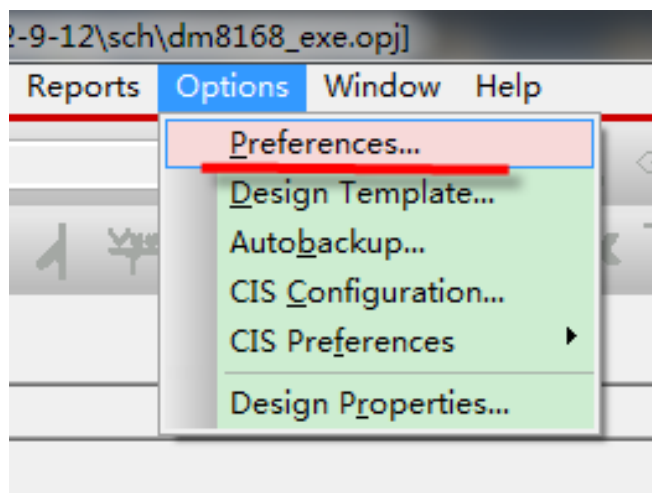 2-9-12\sch\dm8168_exe.opj]
Reports Options Window Help
Preferences...
Design Template...
Autobackup...
CIS Configuration...
CIS Preferences
Design Properties...